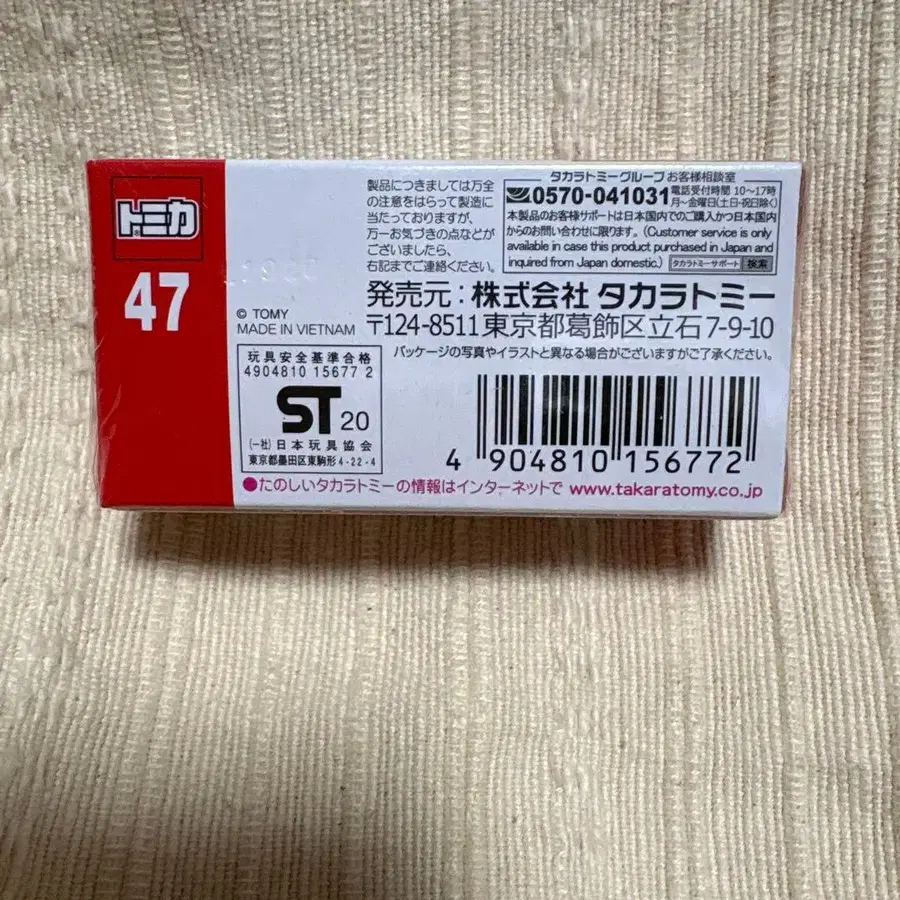 トミカ
47
© TOMY
MADE IN VIETNAM
玩具安全基準合格
4904810 15677 2
ST 20
(一社)日本玩具協会
東京都墨田区東駒形4-22-4
製品につきましては万全
の注意をはらって製造に
当たっておりますが、
万一お気づきの点などが
ございましたら、
右記までご連絡ください。
タカラトミーグループ お客様相談室
0570-041031 電話受付時間 10〜17時
月〜金曜日(土・日・祝日除く)
本製品のお客様サポートは日本国内でのご購入かつ日本国内
からのお問い合わせに限ります。(Customer service is only
available in case this product purchased in Japan and
inquired from Japan domestic.) タカラトミーサポート 検索
発売元:株式会社 タカラトミー
〒124-8511東京都葛飾区立石7-9-10
パッケージの写真やイラストと異なる場合がございますがご了承ください。
4 904810 156772
●たのしいタカラトミーの情報はインターネットで www.takaratomy.co.jp